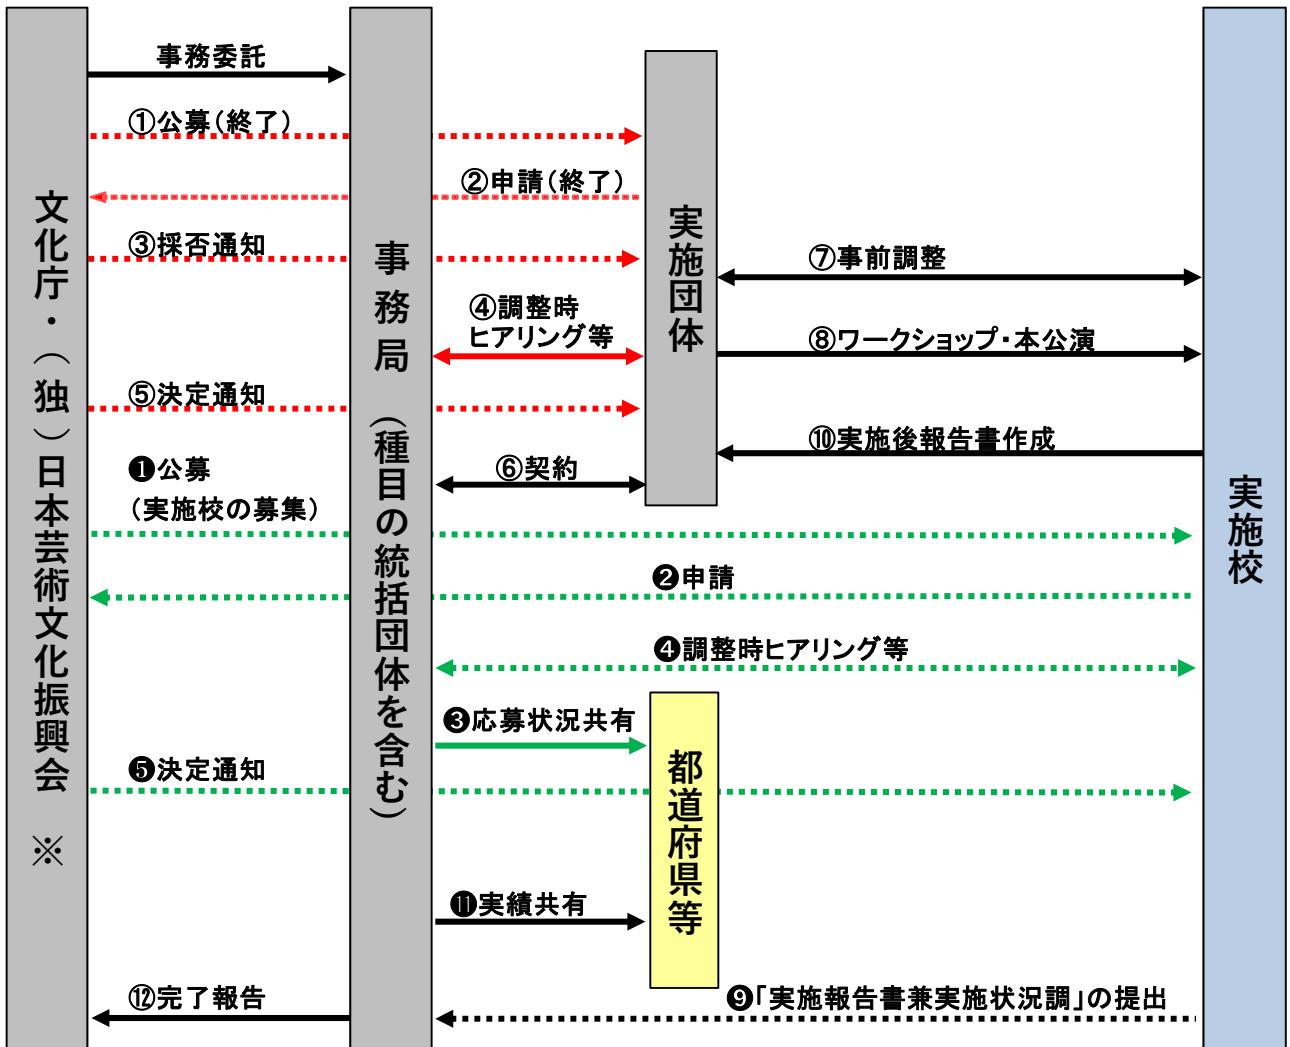 事務委託
①公募(終了)
②申請(終了)
③採否通知
④調整時
ヒアリング等
⑤決定通知
⑥契約
⑦事前調整
⑧ワークショップ・本公演
⑩実施後報告書作成
❶公募
(実施校の募集)
❷申請
❹調整時ヒアリング等
❸応募状況共有
❺決定通知
⓫実績共有
⑫完了報告
❾「実施報告書兼実施状況調」の提出
文化庁・(独)日本芸術文化振興会 ※
事務局 (種目の統括団体を含む)
実施団体
都道府県等
実施校